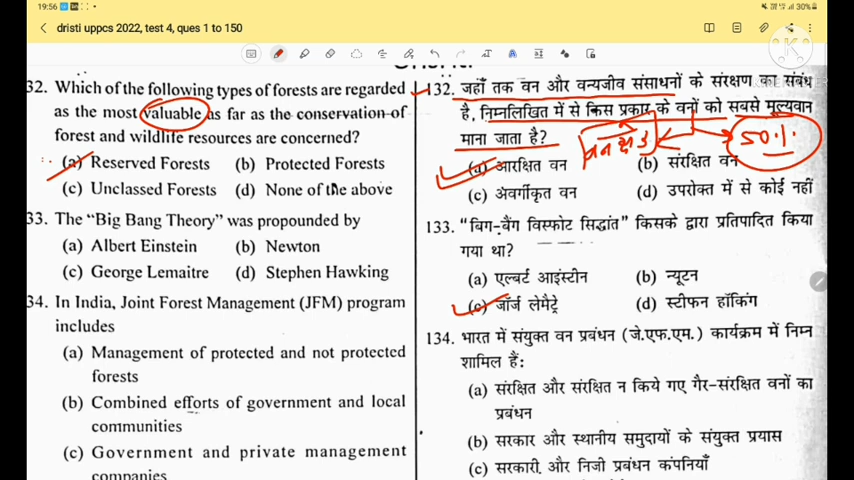 19:56
30%
dristi uppcs 2022, test 4, ques 1 to 150
K
32. Which of the following types of forests are regarded
as the most valuable as far as the conservation of
forest and wildlife resources are concerned?
(a) Reserved Forests (b) Protected Forests
(c) Unclassed Forests (d) None of the above
33. The "Big Bang Theory" was propounded by
(a) Albert Einstein (b) Newton
(c) George Lemaitre (d) Stephen Hawking
34. In India, Joint Forest Management (JFM) program
includes
(a) Management of protected and not protected
forests
(b) Combined efforts of government and local
communities
(c) Government and private management
companies
132. जहाँ तक वन और वन्यजीव संसाधनों के संरक्षण का संबंध
है, निम्नलिखित में से किस प्रकार के वनों को सबसे मूल्यवान
माना जाता है?
50%
(a) आरक्षित वन (b) संरक्षित वन
(c) अवर्गीकृत वन (d) उपरोक्त में से कोई नहीं
133. "बिग-बैंग विस्फोट सिद्धांत" किसके द्वारा प्रतिपादित किया
गया था?
(a) एल्बर्ट आइंस्टीन (b) न्यूटन
(c) जॉर्ज लेमैट्रे (d) स्टीफन हॉकिंग
134. भारत में संयुक्त वन प्रबंधन (जे.एफ.एम.) कार्यक्रम में निम्न
शामिल हैं:
(a) संरक्षित और संरक्षित न किये गए गैर-संरक्षित वनों का
प्रबंधन
(b) सरकार और स्थानीय समुदायों के संयुक्त प्रयास
(c) सरकारी और निजी प्रबंधन कंपनियाँ